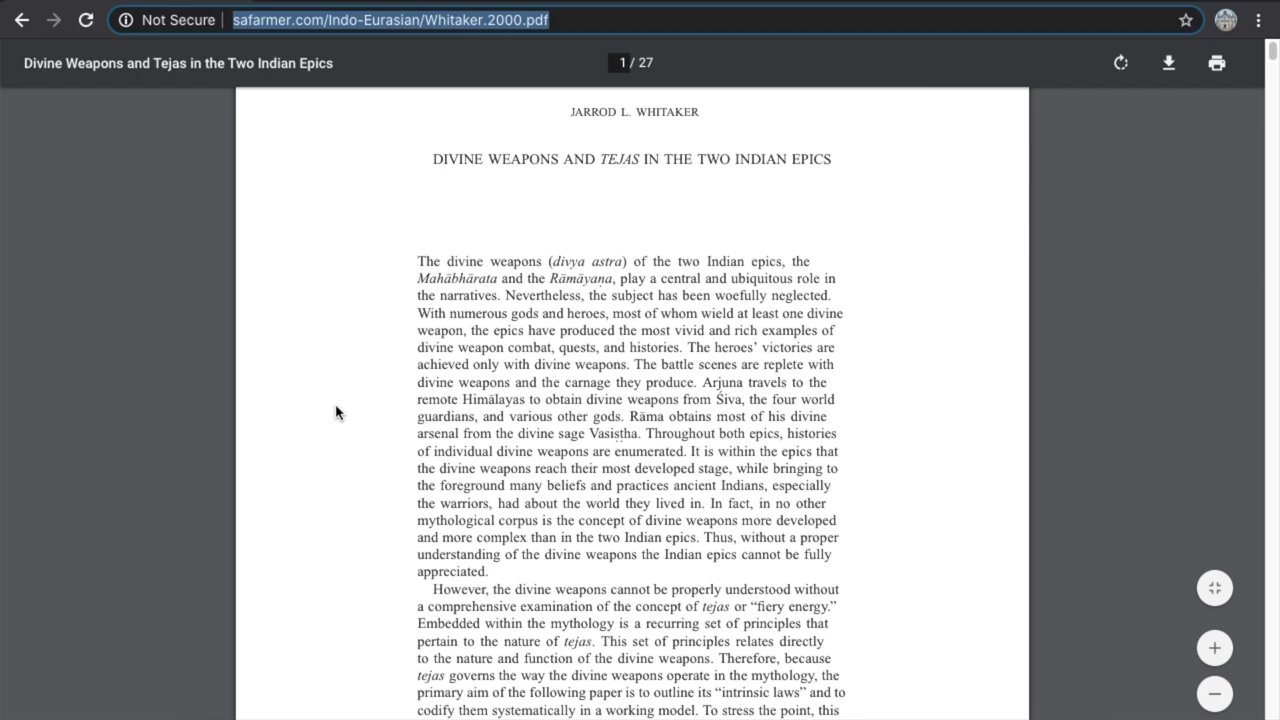 Not Secure
safarmer.com/Indo-Eurasian/Whitaker.2000.pdf
Divine Weapons and Tejas in the Two Indian Epics
1 / 27
JARROD L. WHITAKER
DIVINE WEAPONS AND TEJAS IN THE TWO INDIAN EPICS
The divine weapons (divya astra) of the two Indian epics, the
Mahābhārata and the Rāmāyaṇa, play a central and ubiquitous role in
the narratives. Nevertheless, the subject has been woefully neglected.
With numerous gods and heroes, most of whom wield at least one divine
weapon, the epics have produced the most vivid and rich examples of
divine weapon combat, quests, and histories. The heroes’ victories are
achieved only with divine weapons. The battle scenes are replete with
divine weapons and the carnage they produce. Arjuna travels to the
remote Himālayas to obtain divine weapons from Śiva, the four world
guardians, and various other gods. Rāma obtains most of his divine
arsenal from the divine sage Vasiṣṭha. Throughout both epics, histories
of individual divine weapons are enumerated. It is within the epics that
the divine weapons reach their most developed stage, while bringing to
the foreground many beliefs and practices ancient Indians, especially
the warriors, had about the world they lived in. In fact, in no other
mythological corpus is the concept of divine weapons more developed
and more complex than in the two Indian epics. Thus, without a proper
understanding of the divine weapons the Indian epics cannot be fully
appreciated.
However, the divine weapons cannot be properly understood without
a comprehensive examination of the concept of tejas or “fiery energy.”
Embedded within the mythology is a recurring set of principles that
pertain to the nature of tejas. This set of principles relates directly
to the nature and function of the divine weapons. Therefore, because
tejas governs the way the divine weapons operate in the mythology, the
primary aim of the following paper is to outline its “intrinsic laws” and to
codify them systematically in a working model. To stress the point, this